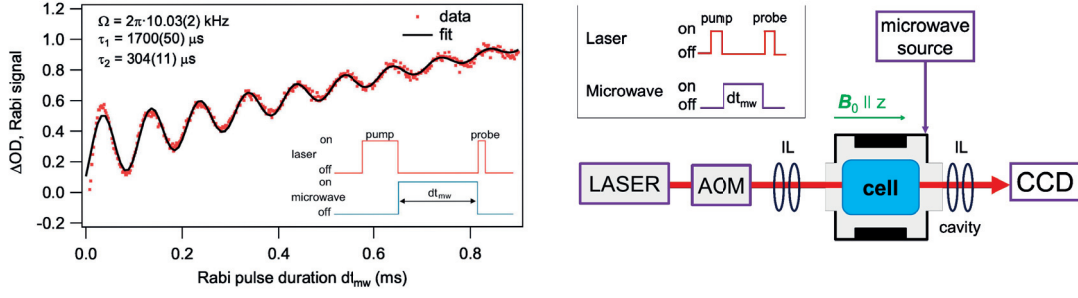 Ω = 2π·10.03(2) kHz
τ1 = 1700(50) μs
τ2 = 304(11) μs
data
fit
ΔOD, Rabi signal
1.2
1.0
0.8
0.6
0.4
0.2
0.0
-0.2
0.0
0.2
0.4
0.6
0.8
Rabi pulse duration dtmw (ms)
pump
probe
on
laser
off
on
microwave
dtmw
off
pump
probe
on
Laser
off
on
Microwave
dtmw
off
microwave
source
B0 || z
IL
IL
LASER
AOM
cell
CCD
cavity